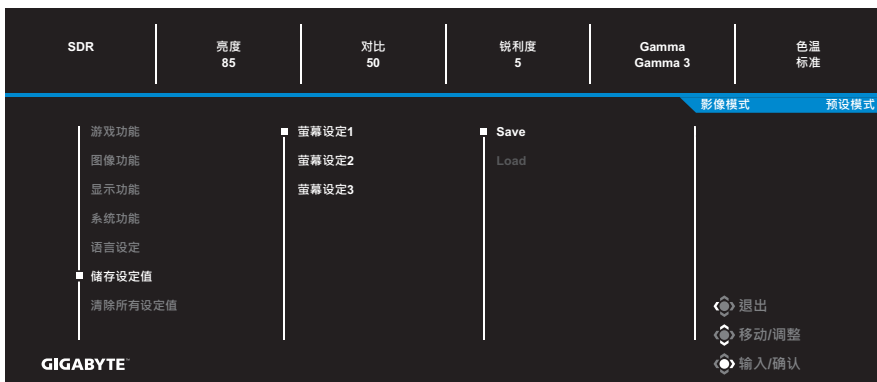 SDR 亮度 对比 锐利度 Gamma 色温
85 50 5 Gamma 3 标准
影像模式 预设模式
游戏功能 萤幕设定1 Save
图像功能 萤幕设定2 Load
显示功能 萤幕设定3
系统功能
语言设定
储存设定值
清除所有设定值
退出
移动/调整
GIGABYTE™ 输入/确认